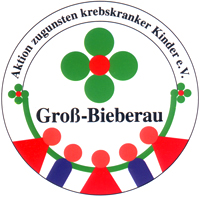 Aktion zugunsten krebskranker Kinder e.V.
Groß-Bieberau